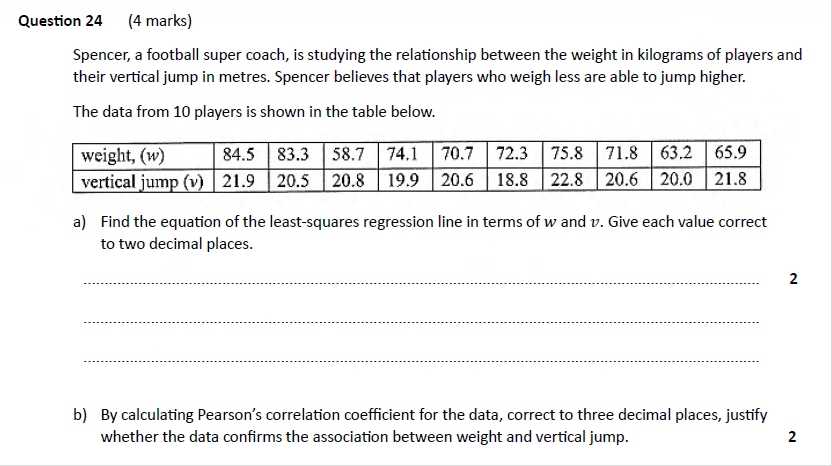 Question 24 (4 marks)
Spencer, a football super coach, is studying the relationship between the weight in kilograms of players and
their vertical jump in metres. Spencer believes that players who weigh less are able to jump higher.
The data from 10 players is shown in the table below.
weight, (w) 84.5 83.3 58.7 74.1 70.7 72.3 75.8 71.8 63.2 65.9
vertical jump (v) 21.9 20.5 20.8 19.9 20.6 18.8 22.8 20.6 20.0 21.8
a) Find the equation of the least-squares regression line in terms of w and v. Give each value correct
to two decimal places.
2
b) By calculating Pearson's correlation coefficient for the data, correct to three decimal places, justify
whether the data confirms the association between weight and vertical jump. 2